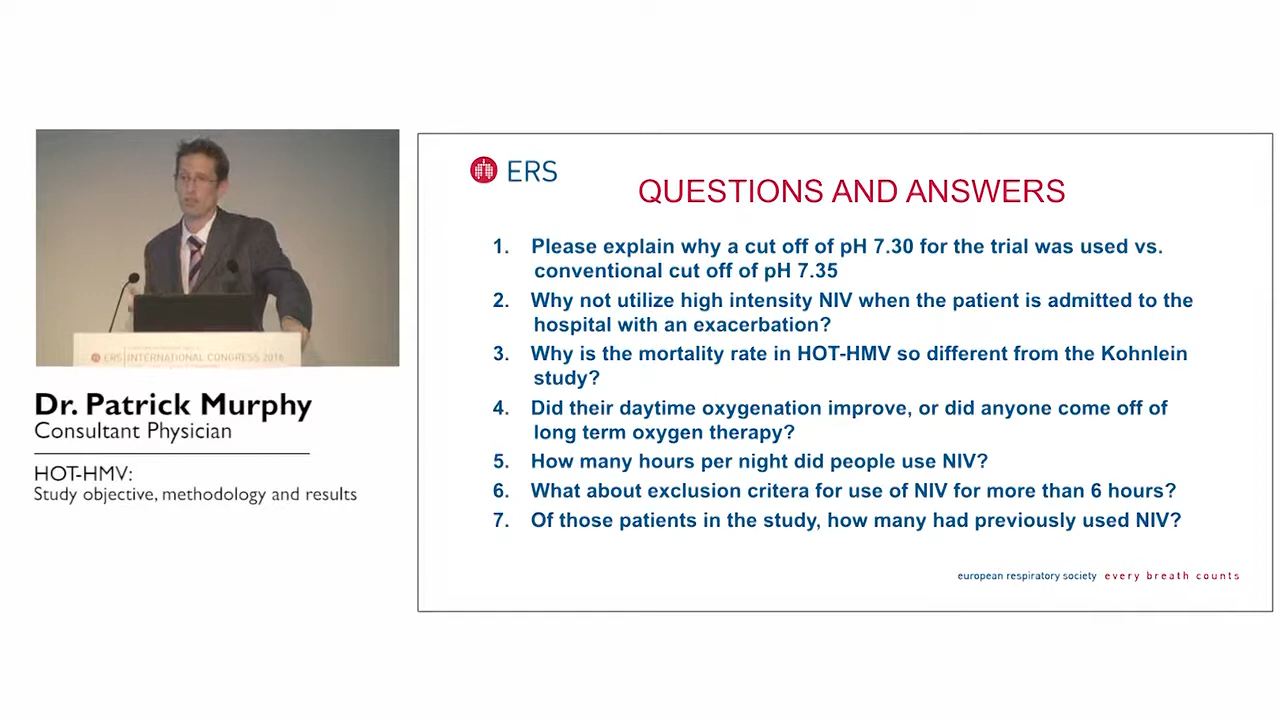 ERS
QUESTIONS AND ANSWERS
1. Please explain why a cut off of pH 7.30 for the trial was used vs.
conventional cut off of pH 7.35
2. Why not utilize high intensity NIV when the patient is admitted to the
hospital with an exacerbation?
3. Why is the mortality rate in HOT-HMV so different from the Kohnlein
study?
4. Did their daytime oxygenation improve, or did anyone come off of
long term oxygen therapy?
5. How many hours per night did people use NIV?
6. What about exclusion critera for use of NIV for more than 6 hours?
7. Of those patients in the study, how many had previously used NIV?
european respiratory society every breath counts
ERS INTERNATIONAL CONGRESS 2016
Dr. Patrick Murphy
Consultant Physician
HOT-HMV:
Study objective, methodology and results